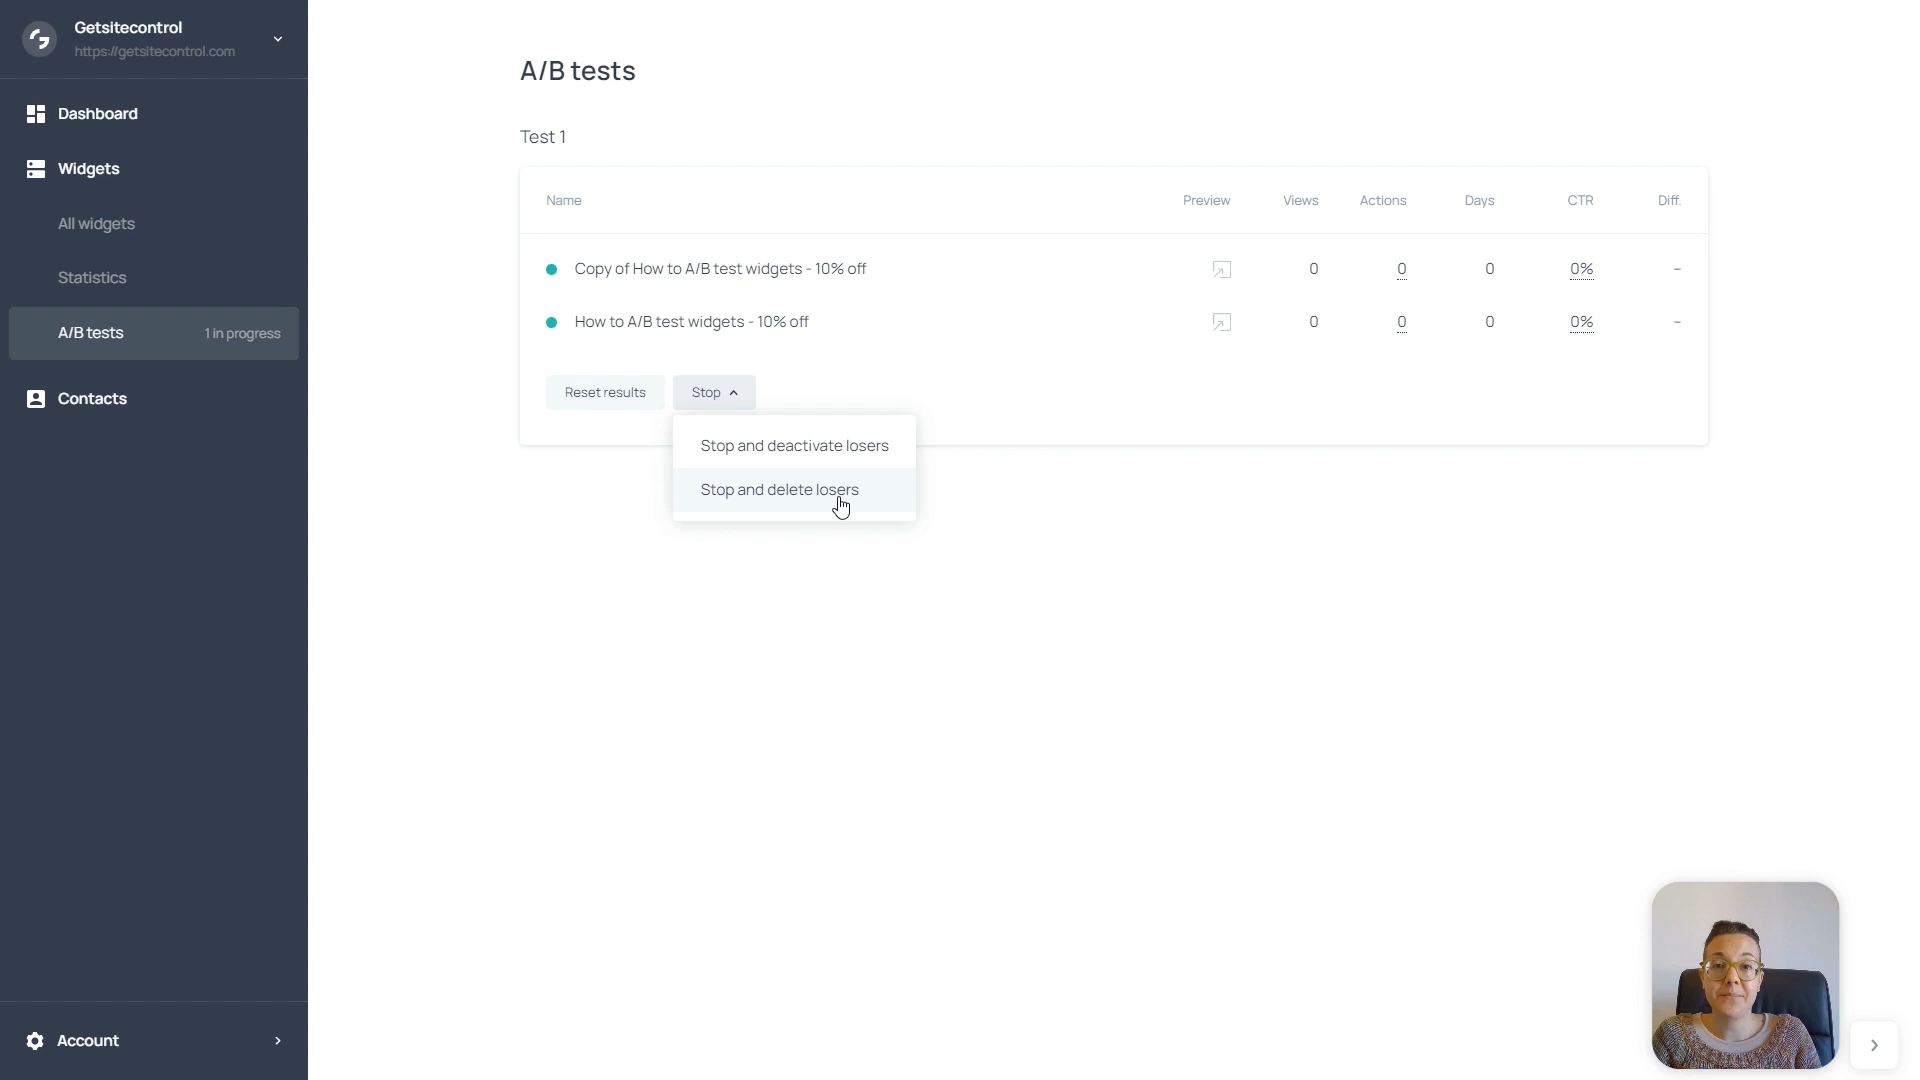 Getsitecontrol
https://getsitecontrol.com
Dashboard
Widgets
All widgets
Statistics
A/B tests 1 in progress
Contacts
Account
A/B tests
Test 1
Name Preview Views Actions Days CTR Diff.
Copy of How to A/B test widgets - 10% off 0 0 0 0% –
How to A/B test widgets - 10% off 0 0 0 0% –
Reset results Stop
Stop and deactivate losers
Stop and delete losers